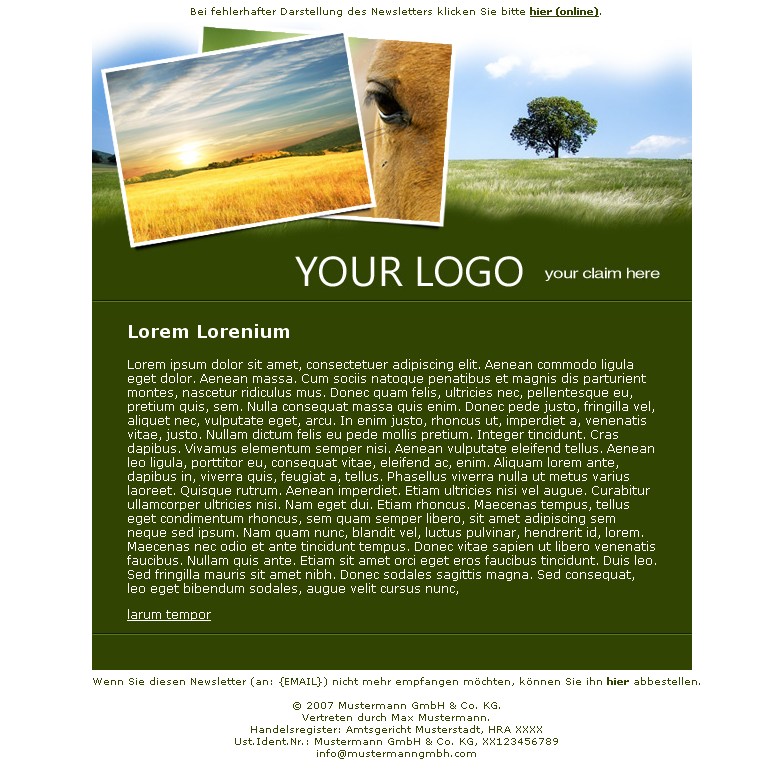 Bei fehlerhafter Darstellung des Newsletters klicken Sie bitte hier (online).
YOUR LOGO your claim here
Lorem Lorenium
Lorem ipsum dolor sit amet, consectetuer adipiscing elit. Aenean commodo ligula
eget dolor. Aenean massa. Cum sociis natoque penatibus et magnis dis parturient
montes, nascetur ridiculus mus. Donec quam felis, ultricies nec, pellentesque eu,
pretium quis, sem. Nulla consequat massa quis enim. Donec pede justo, fringilla vel,
aliquet nec, vulputate eget, arcu. In enim justo, rhoncus ut, imperdiet a, venenatis
vitae, justo. Nullam dictum felis eu pede mollis pretium. Integer tincidunt. Cras
dapibus. Vivamus elementum semper nisi. Aenean vulputate eleifend tellus. Aenean
leo ligula, porttitor eu, consequat vitae, eleifend ac, enim. Aliquam lorem ante,
dapibus in, viverra quis, feugiat a, tellus. Phasellus viverra nulla ut metus varius
laoreet. Quisque rutrum. Aenean imperdiet. Etiam ultricies nisi vel augue. Curabitur
ullamcorper ultricies nisi. Nam eget dui. Etiam rhoncus. Maecenas tempus, tellus
eget condimentum rhoncus, sem quam semper libero, sit amet adipiscing sem
neque sed ipsum. Nam quam nunc, blandit vel, luctus pulvinar, hendrerit id, lorem.
Maecenas nec odio et ante tincidunt tempus. Donec vitae sapien ut libero venenatis
faucibus. Nullam quis ante. Etiam sit amet orci eget eros faucibus tincidunt. Duis leo.
Sed fringilla mauris sit amet nibh. Donec sodales sagittis magna. Sed consequat,
leo eget bibendum sodales, augue velit cursus nunc,
larum tempor
Wenn Sie diesen Newsletter (an: {EMAIL}) nicht mehr empfangen möchten, können Sie ihn hier abbestellen.
© 2007 Mustermann GmbH & Co. KG.
Vertreten durch Max Mustermann.
Handelsregister: Amtsgericht Musterstadt, HRA XXXX
Ust.Ident.Nr.: Mustermann GmbH & Co. KG, XX123456789
info@mustermanngmbh.com